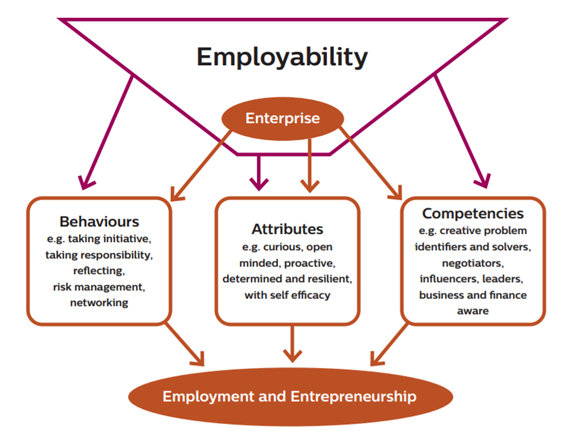 Employability
Enterprise
Behaviours
e.g. taking initiative,
taking responsibility,
reflecting,
risk management,
networking
Attributes
e.g. curious, open
minded, proactive,
determined and resilient,
with self efficacy
Competencies
e.g. creative problem
identifiers and solvers,
negotiators,
influencers, leaders,
business and finance
aware
Employment and Entrepreneurship